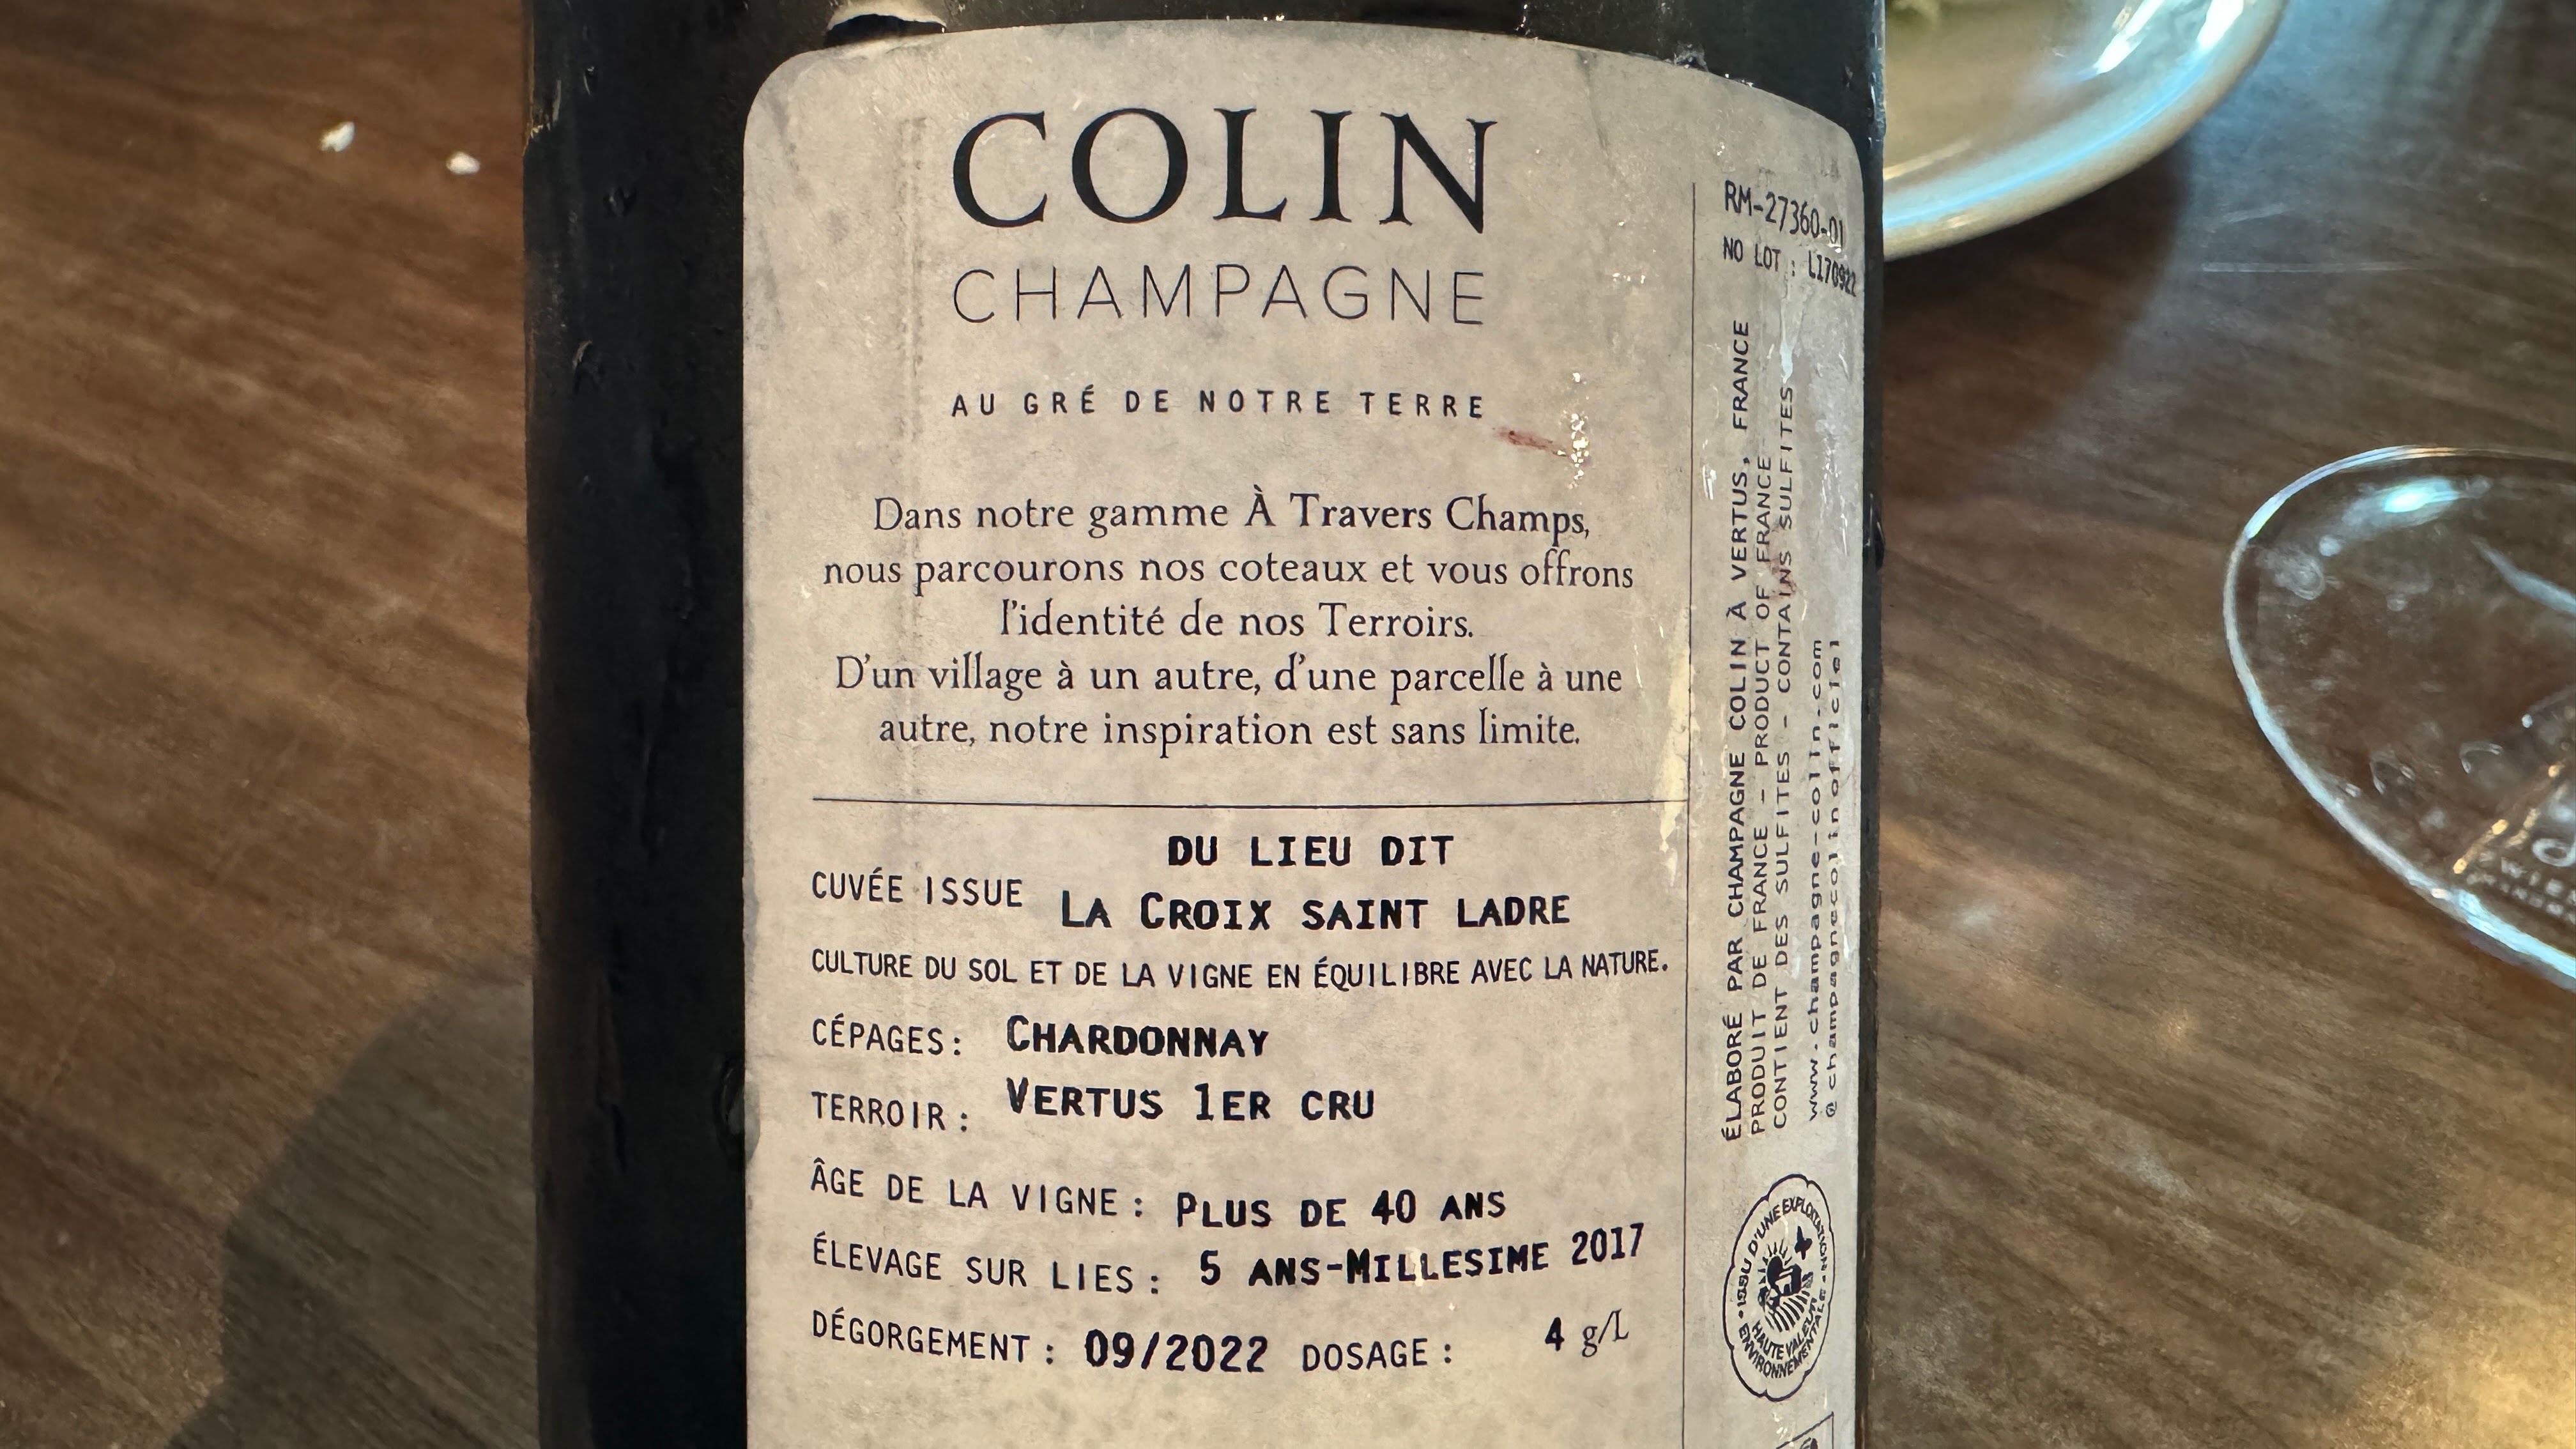 COLIN
CHAMPAGNE
AU GRÉ DE NOTRE TERRE
Dans notre gamme À Travers Champs,
nous parcourons nos coteaux et vous offrons
l'identité de nos Terroirs.
D'un village à un autre, d'une parcelle à une
autre, notre inspiration est sans limite.
DU LIEU DIT
CUVÉE ISSUE LA CROIX SAINT LADRE
CULTURE DU SOL ET DE LA VIGNE EN ÉQUILIBRE AVEC LA NATURE.
CÉPAGES: CHARDONNAY
TERROIR: VERTUS 1ER CRU
ÂGE DE LA VIGNE: PLUS DE 40 ANS
ÉLEVAGE SUR LIES: 5 ANS-MILLESIME 2017
DÉGORGEMENT: 09/2022 DOSAGE: 4 g/L
RM-27360-01
NO LOT : L170922
ÉLABORÉ PAR CHAMPAGNE COLIN À VERTUS, FRANCE
PRODUIT DE FRANCE - PRODUCT OF FRANCE
CONTIENT DES SULFITES - CONTAINS SULFITES
www.champagne-colin.com
@champagnecolinofficiel
ISSU D'UNE EXPLOITATION
HAUTE VALEUR
ENVIRONNEMENTALE